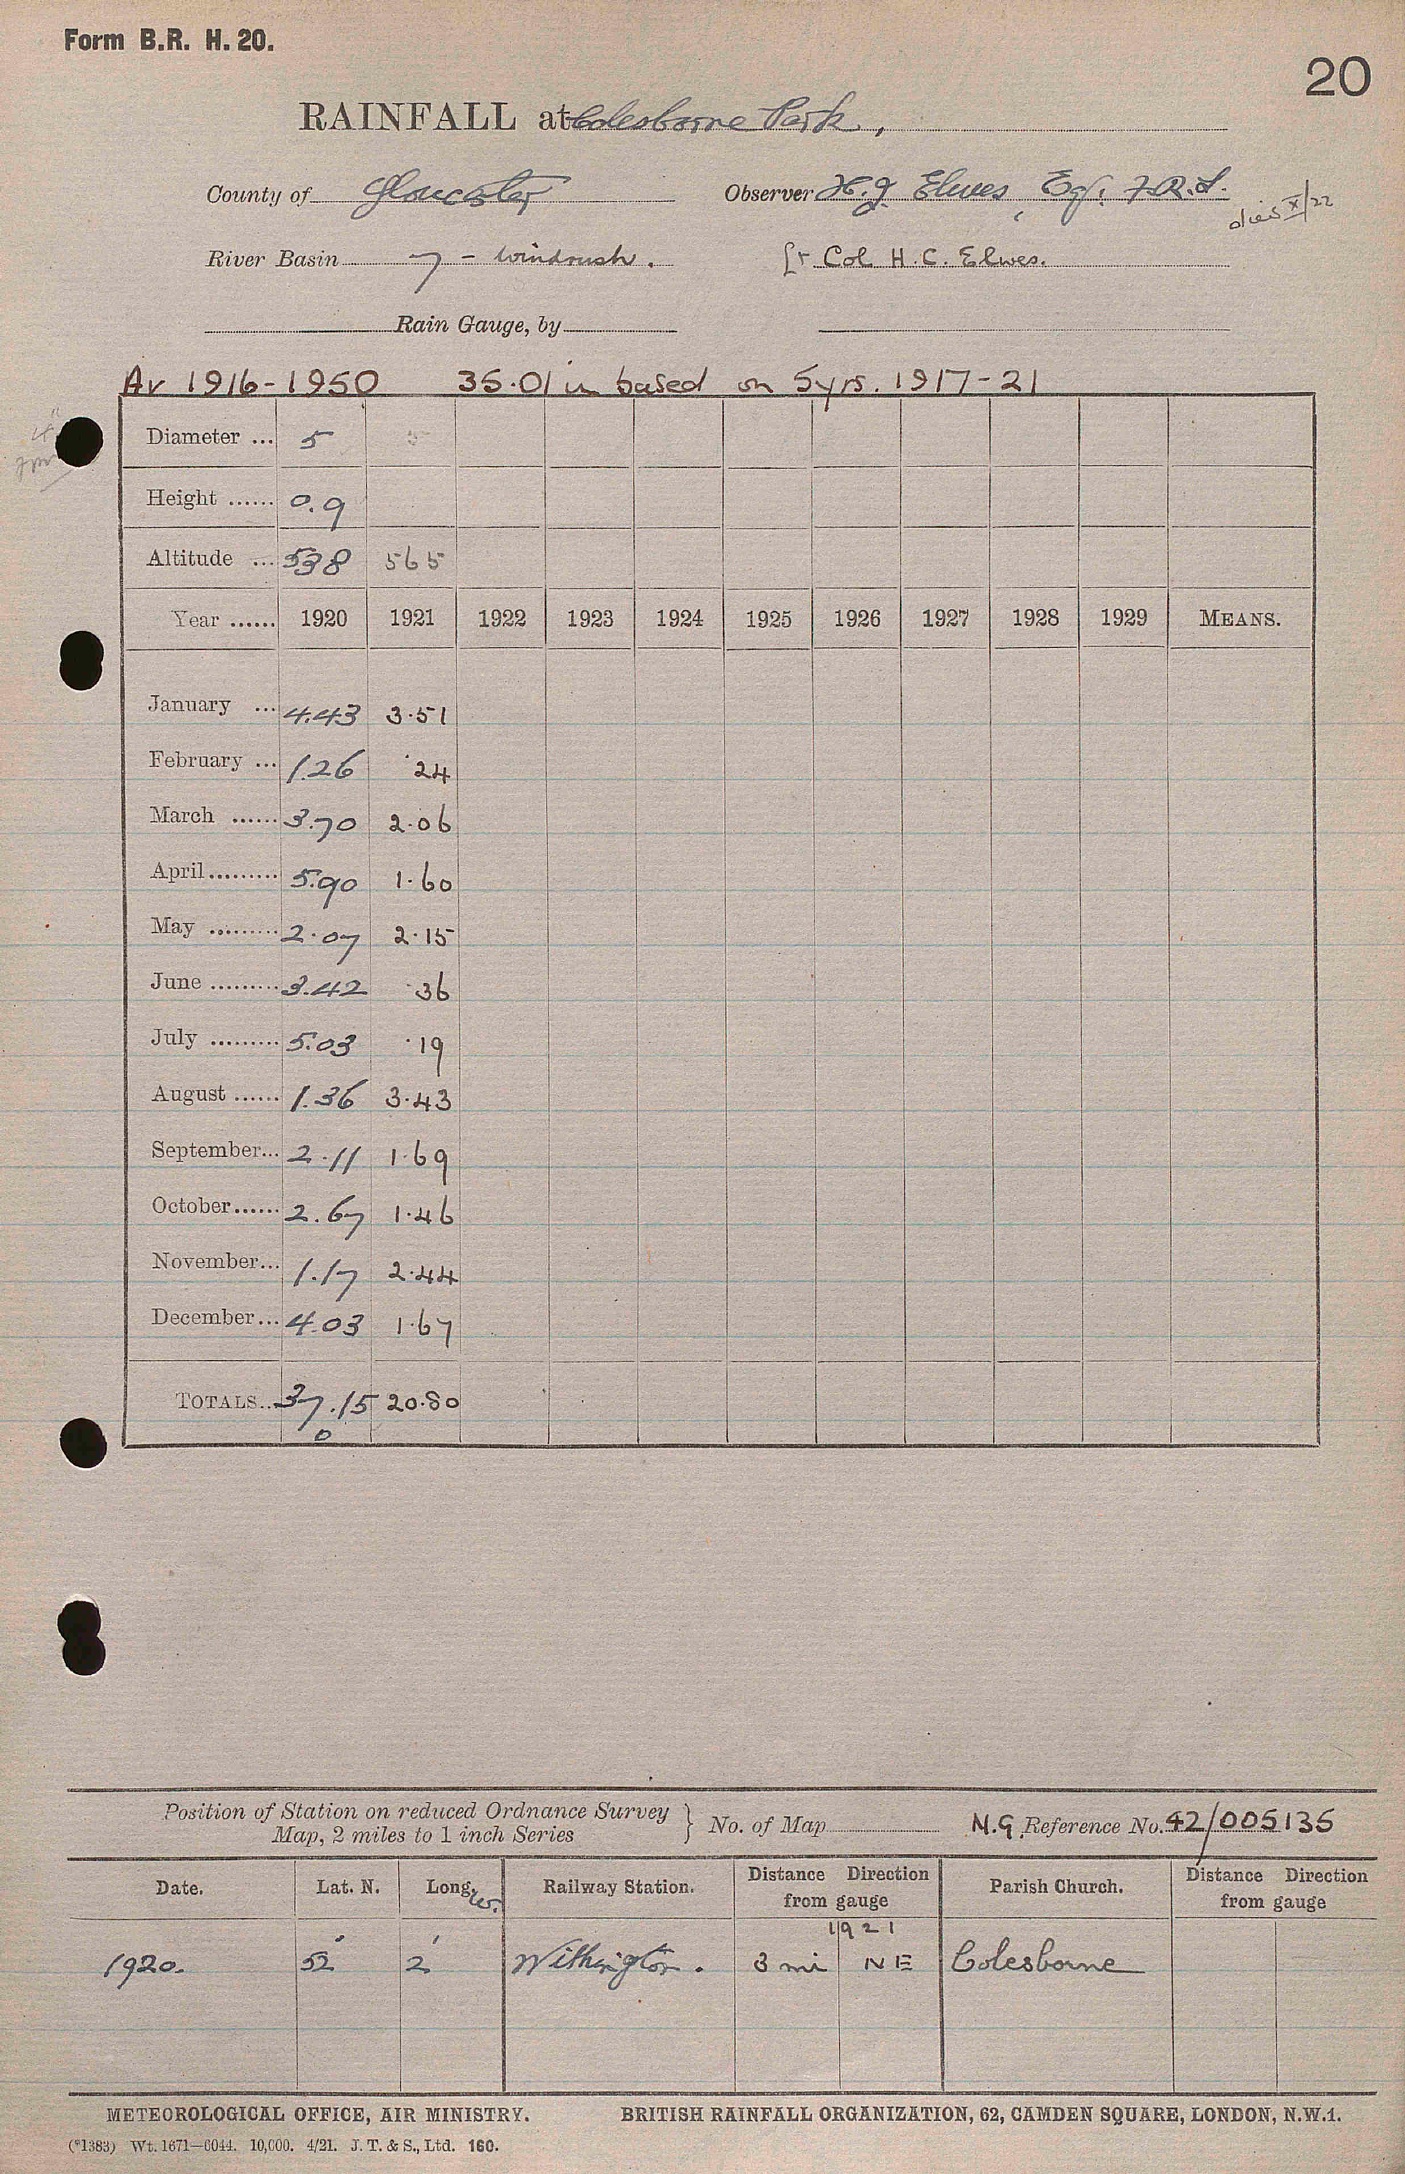 Form B.R. H. 20.
20
RAINFALL at Colesborne Park,
County of Gloucester Observer H.J. Elwes, Esq., F.R.S.
died X/22
River Basin 7 - Windrush. Lt Col H. C. Elwes.
Rain Gauge, by
Av 1916-1950 35.01 in based on 5 yrs. 1917-21
Diameter ... 5 5
4"
Height ...... 0.9
Altitude ... 538 565
Year ...... 1920 1921 1922 1923 1924 1925 1926 1927 1928 1929 MEANS.
January ... 4.43 3.51
February ... 1.26 .24
March ...... 3.70 2.06
April ......... 5.90 1.60
May ......... 2.07 2.15
June ......... 3.42 .36
July ......... 5.03 .19
August ...... 1.36 3.43
September... 2.11 1.69
October ...... 2.67 1.46
November... 1.17 2.44
December... 4.03 1.67
TOTALS... 37.15 20.80
0
Position of Station on reduced Ordnance Survey
Map, 2 miles to 1 inch Series } No. of Map N.G. Reference No. 42/005135
Date. Lat. N. Long. W. Railway Station. Distance Direction from gauge Parish Church. Distance Direction from gauge
1921
1920. 52° 2' Withington. 3 mi NE Colesborne
METEOROLOGICAL OFFICE, AIR MINISTRY. BRITISH RAINFALL ORGANIZATION, 62, CAMDEN SQUARE, LONDON, N.W.1.
(*1383) Wt. 1671—6044. 10,000. 4/21. J. T. & S., Ltd. 160.